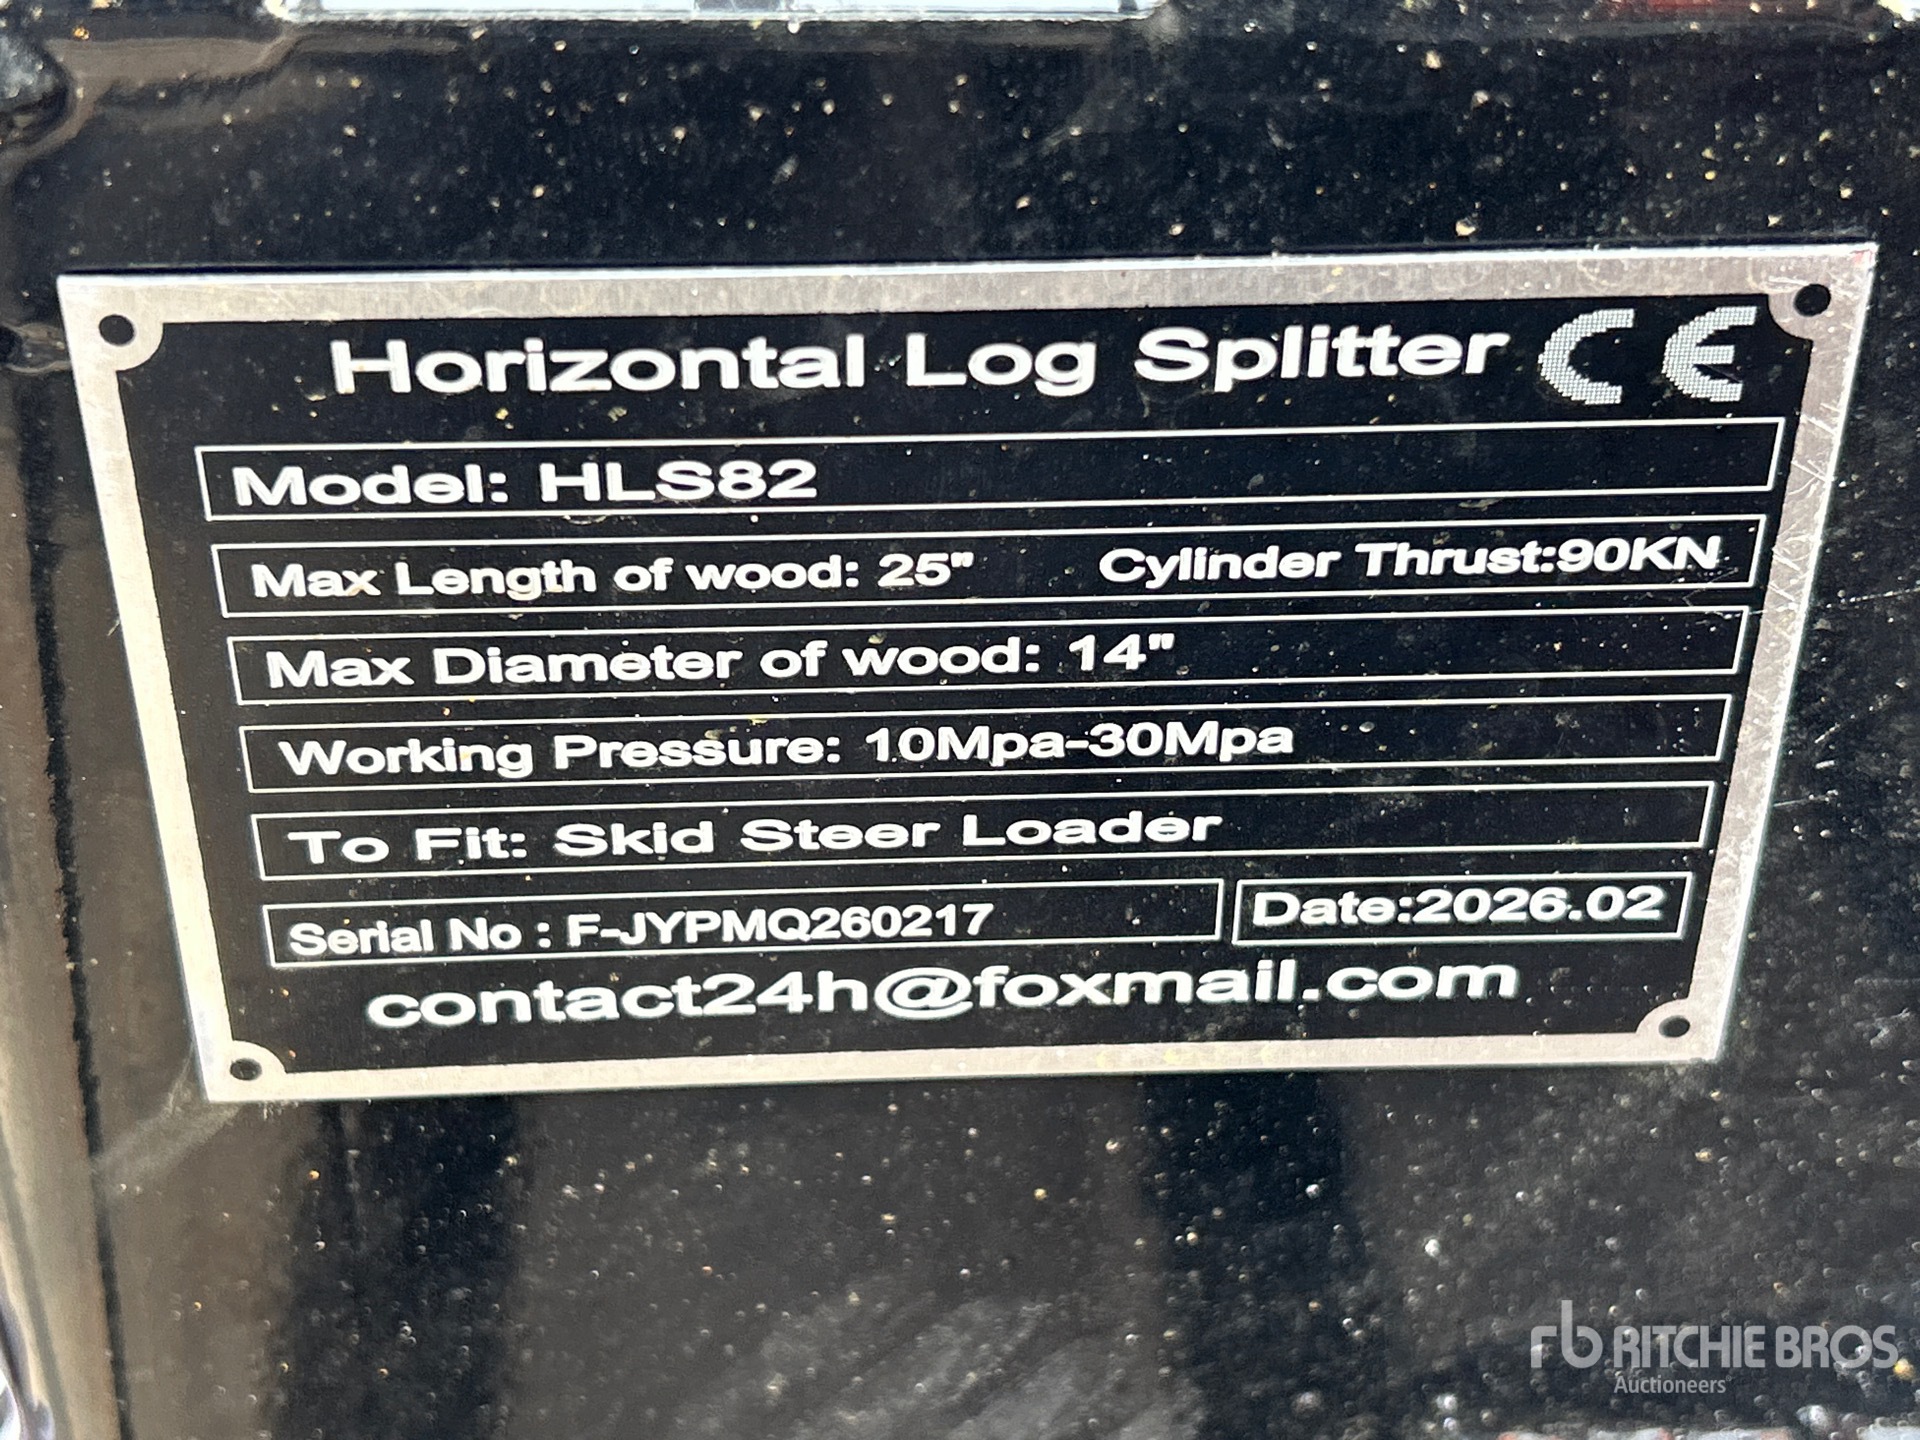 Horizontal Log Splitter CE
Model: HLS82
Max Length of wood: 25" Cylinder Thrust:90KN
Max Diameter of wood: 14"
Working Pressure: 10Mpa-30Mpa
To Fit: Skid Steer Loader
Serial No : F-JYPMQ260217 Date:2026.02
contact24h@foxmail.com
rb RITCHIE BROS
Auctioneers